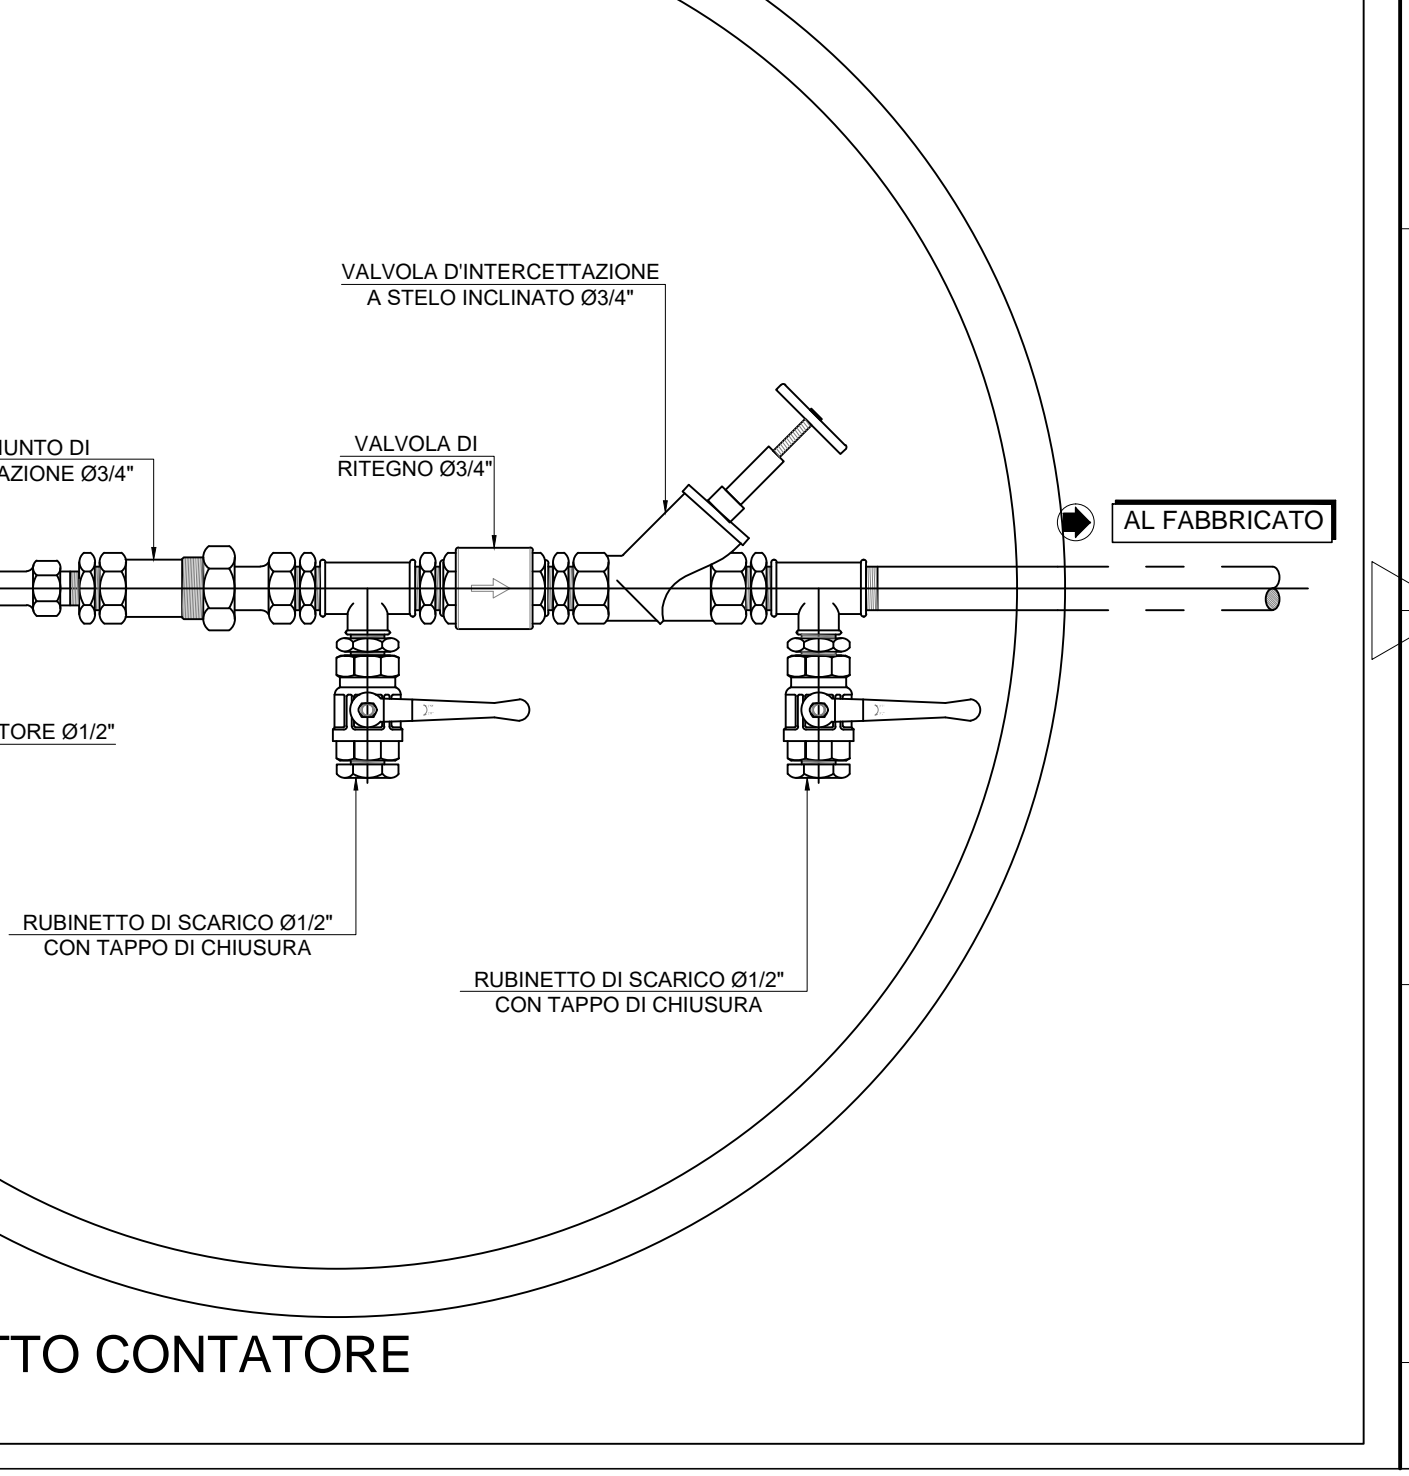 VALVOLA D'INTERCETTAZIONE
A STELO INCLINATO Ø3/4"
UNTO DI
AZIONE Ø3/4"
VALVOLA DI
RITEGNO Ø3/4"
AL FABBRICATO
TORE Ø1/2"
RUBINETTO DI SCARICO Ø1/2"
CON TAPPO DI CHIUSURA
RUBINETTO DI SCARICO Ø1/2"
CON TAPPO DI CHIUSURA
TTO CONTATORE